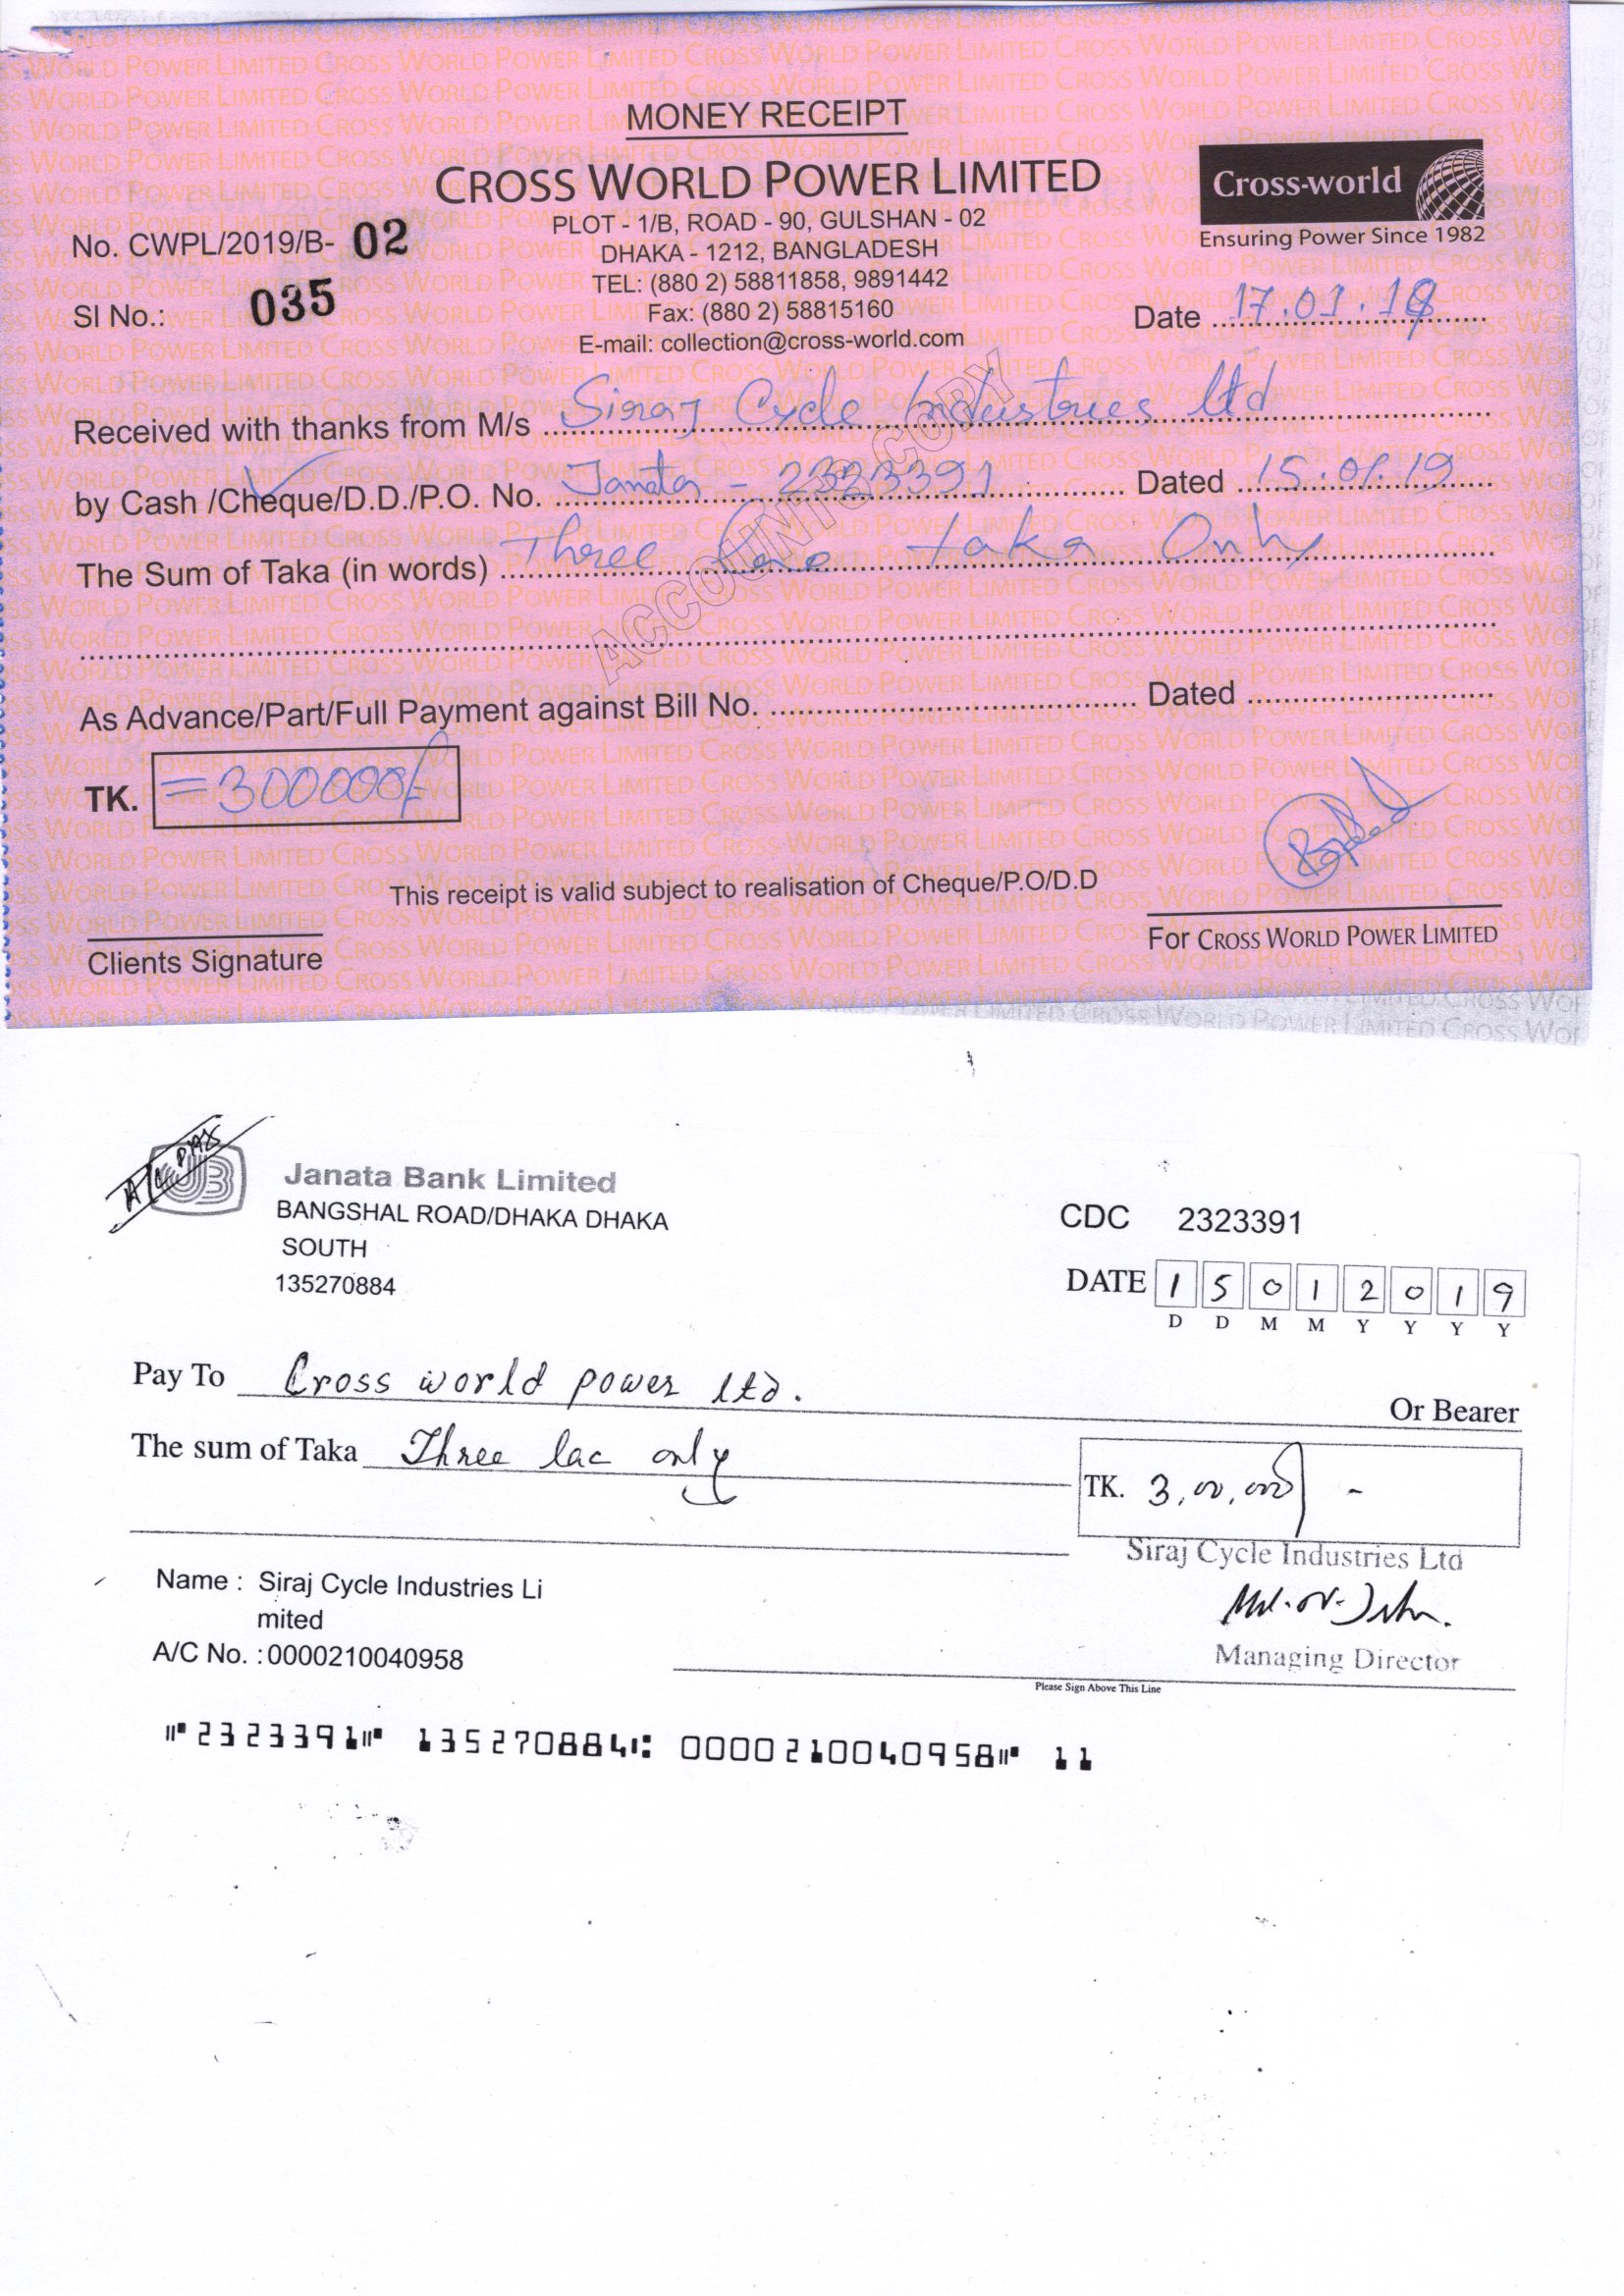 MONEY RECEIPT
CROSS WORLD POWER LIMITED
PLOT - 1/B, ROAD - 90, GULSHAN - 02
DHAKA - 1212, BANGLADESH
TEL: (880 2) 58811858, 9891442
Fax: (880 2) 58815160
E-mail: collection@cross-world.com
Cross-world
Ensuring Power Since 1982
No. CWPL/2019/B- 02
Sl No.: 035
Date 17.01.19
Received with thanks from M/s Siraj Cycle Industries ltd
by Cash /Cheque/D.D./P.O. No. Janata - 2323391 Dated 15.01.19
The Sum of Taka (in words) Three taka Only
ACCOUNTS COPY
As Advance/Part/Full Payment against Bill No. Dated
TK. =300000/=
This receipt is valid subject to realisation of Cheque/P.O/D.D
Clients Signature
For CROSS WORLD POWER LIMITED
Janata Bank Limited
BANGSHAL ROAD/DHAKA DHAKA
SOUTH
135270884
CDC 2323391
DATE 1 5 0 1 2 0 1 9
D D M M Y Y Y Y
Pay To Cross world power ltd.
Or Bearer
The sum of Taka Three lac only
TK. 3,00,000/-
Siraj Cycle Industries Ltd
Name : Siraj Cycle Industries Li
mited
A/C No. : 0000210040958
Managing Director
Please Sign Above This Line
⑈2323391⑈ 135270884⑆ 0000210040958⑈ 11